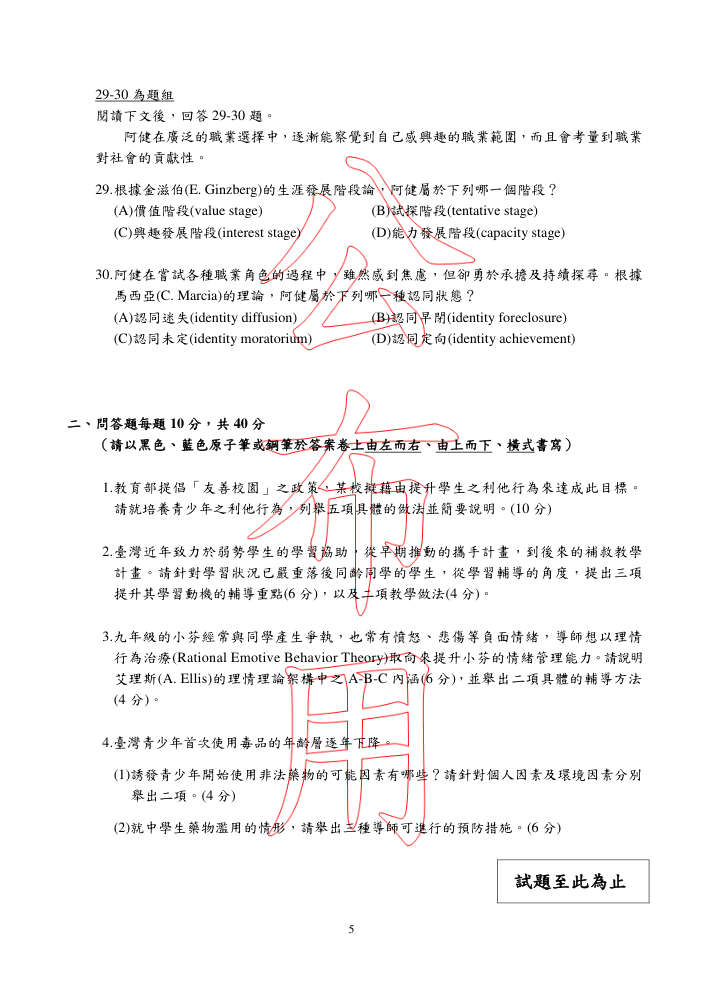 29-30 為題組
閱讀下文後，回答 29-30 題。
阿健在廣泛的職業選擇中，逐漸能察覺到自己感興趣的職業範圍，而且會考量到職業
對社會的貢獻性。
29.根據金滋伯(E. Ginzberg)的生涯發展階段論，阿健屬於下列哪一個階段？
(A)價值階段(value stage) (B)試探階段(tentative stage)
(C)興趣發展階段(interest stage) (D)能力發展階段(capacity stage)
30.阿健在嘗試各種職業角色的過程中，雖然感到焦慮，但卻勇於承擔及持續探尋。根據
馬西亞(C. Marcia)的理論，阿健屬於下列哪一種認同狀態？
(A)認同迷失(identity diffusion) (B)認同早閉(identity foreclosure)
(C)認同未定(identity moratorium) (D)認同定向(identity achievement)
二、問答題每題 10 分，共 40 分
（請以黑色、藍色原子筆或鋼筆於答案卷上由左而右、由上而下、橫式書寫）
1.教育部提倡「友善校園」之政策，某校擬藉由提升學生之利他行為來達成此目標。
請就培養青少年之利他行為，列舉五項具體的做法並簡要說明。(10 分)
2.臺灣近年致力於弱勢學生的學習協助，從早期推動的攜手計畫，到後來的補救教學
計畫。請針對學習狀況已嚴重落後同齡同學的學生，從學習輔導的角度，提出三項
提升其學習動機的輔導重點(6 分)，以及二項教學做法(4 分)。
3.九年級的小芬經常與同學產生爭執，也常有憤怒、悲傷等負面情緒，導師想以理情
行為治療(Rational Emotive Behavior Theory)取向來提升小芬的情緒管理能力。請說明
艾理斯(A. Ellis)的理情理論架構中之 A-B-C 內涵(6 分)，並舉出二項具體的輔導方法
(4 分)。
4.臺灣青少年首次使用毒品的年齡層逐年下降。
(1)誘發青少年開始使用非法藥物的可能因素有哪些？請針對個人因素及環境因素分別
舉出二項。(4 分)
(2)就中學生藥物濫用的情形，請舉出三種導師可進行的預防措施。(6 分)
試題至此為止
5
公
布
用